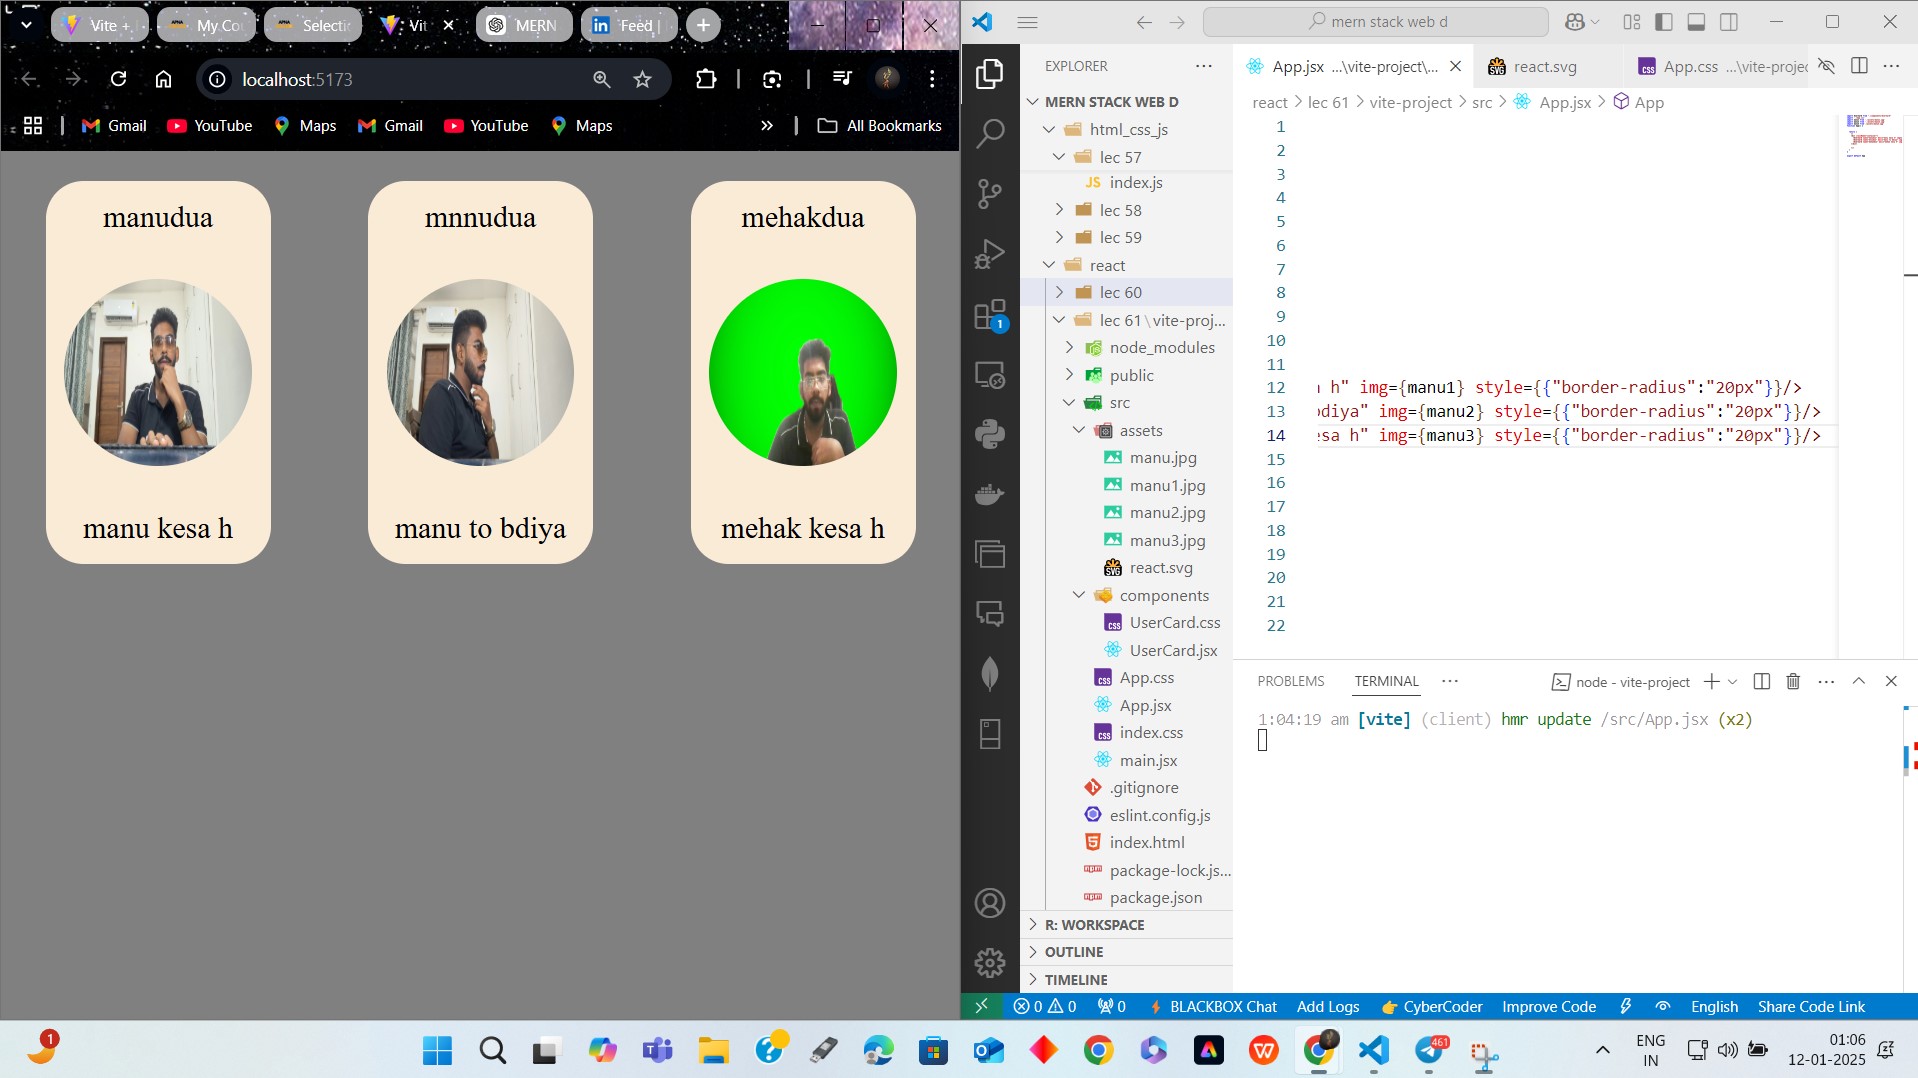 Vite +
My Co
Selectic
Vit
MERN
Feed |
localhost:5173
Gmail
YouTube
Maps
Gmail
YouTube
Maps
All Bookmarks
manudua
manu kesa h
mnnudua
manu to bdiya
mehakdua
mehak kesa h
mern stack web d
EXPLORER
MERN STACK WEB D
html_css_js
lec 57
JS index.js
lec 58
lec 59
react
lec 60
lec 61\vite-proj...
node_modules
public
src
assets
manu.jpg
manu1.jpg
manu2.jpg
manu3.jpg
react.svg
components
UserCard.css
UserCard.jsx
App.css
App.jsx
index.css
main.jsx
.gitignore
eslint.config.js
index.html
package-lock.js...
package.json
R: WORKSPACE
OUTLINE
TIMELINE
1
App.jsx ...\vite-project\...
react.svg
App.css ...\vite-projec
react > lec 61 > vite-project > src > App.jsx > App
1
2
3
4
5
6
7
8
9
10
11
12 h" img={manu1} style={{"border-radius":"20px"}}/>
13 diya" img={manu2} style={{"border-radius":"20px"}}/>
14 esa h" img={manu3} style={{"border-radius":"20px"}}/>
15
16
17
18
19
20
21
22
PROBLEMS TERMINAL
node - vite-project
1:04:19 am [vite] (client) hmr update /src/App.jsx (x2)
0 0 0 BLACKBOX Chat Add Logs CyberCoder Improve Code English Share Code Link
1
461
ENG
IN
01:06
12-01-2025